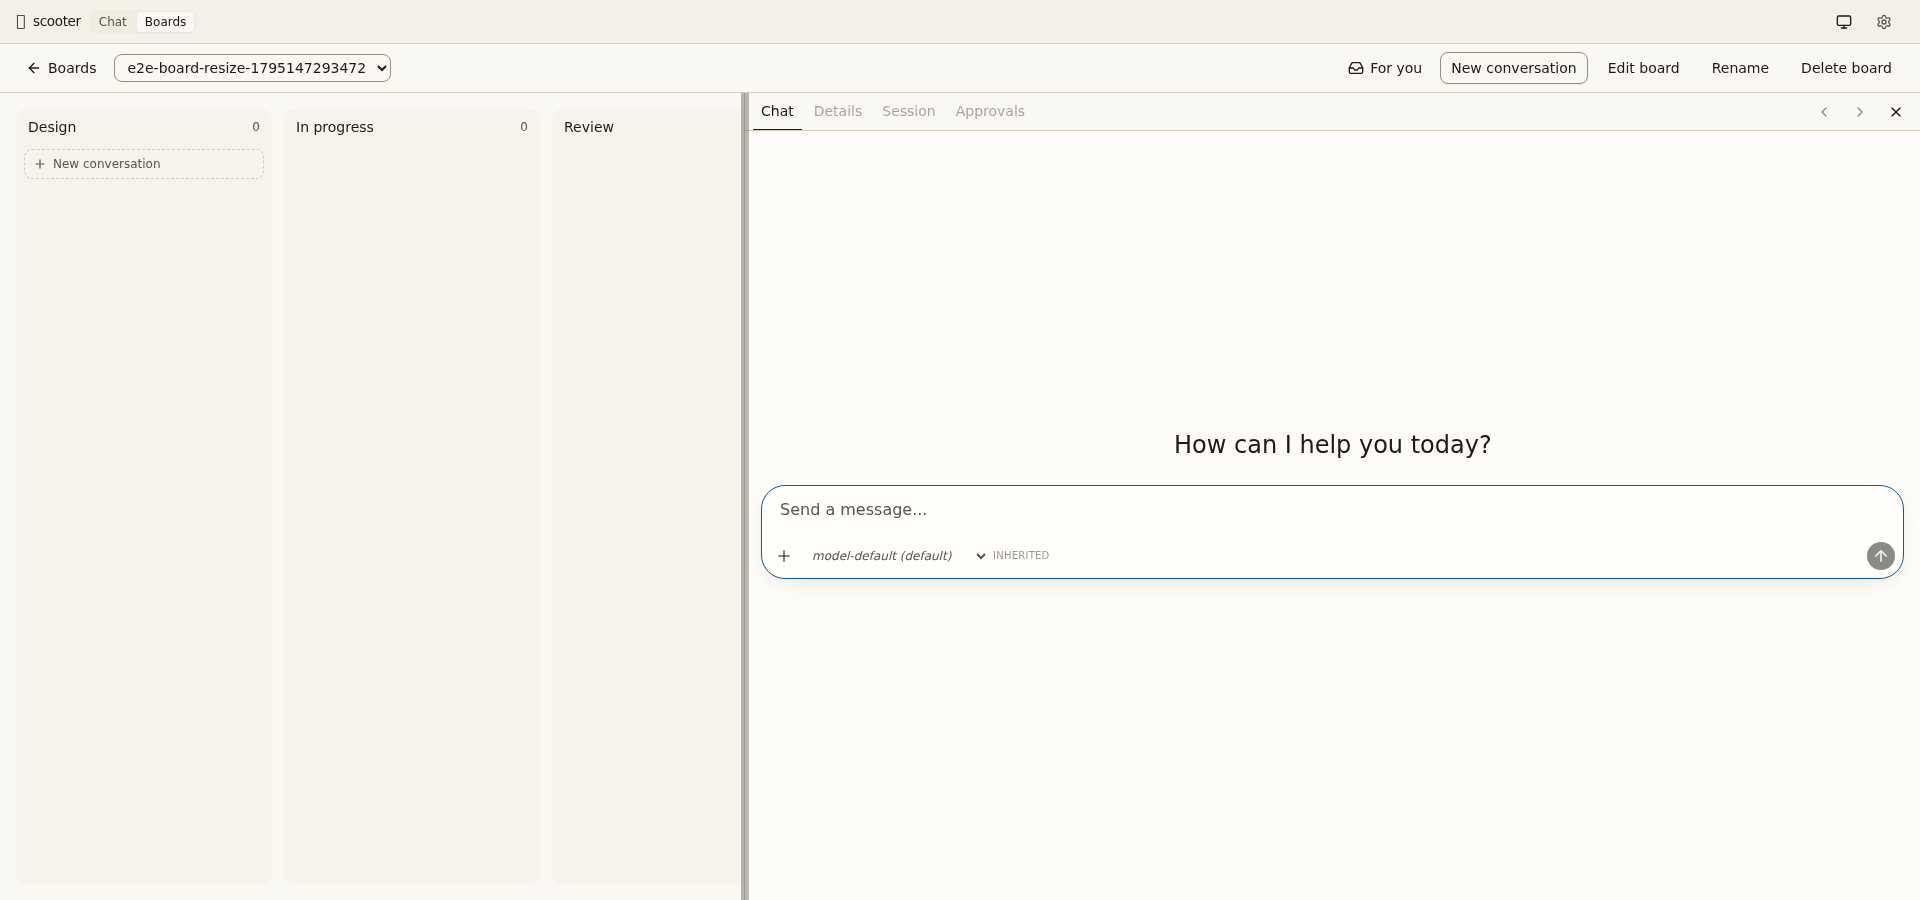 scooter Chat Boards
Boards e2e-board-resize-1795147293472 For you New conversation Edit board Rename Delete board
Design 0 In progress 0 Review
New conversation
Chat Details Session Approvals
How can I help you today?
Send a message...
model-default (default) INHERITED